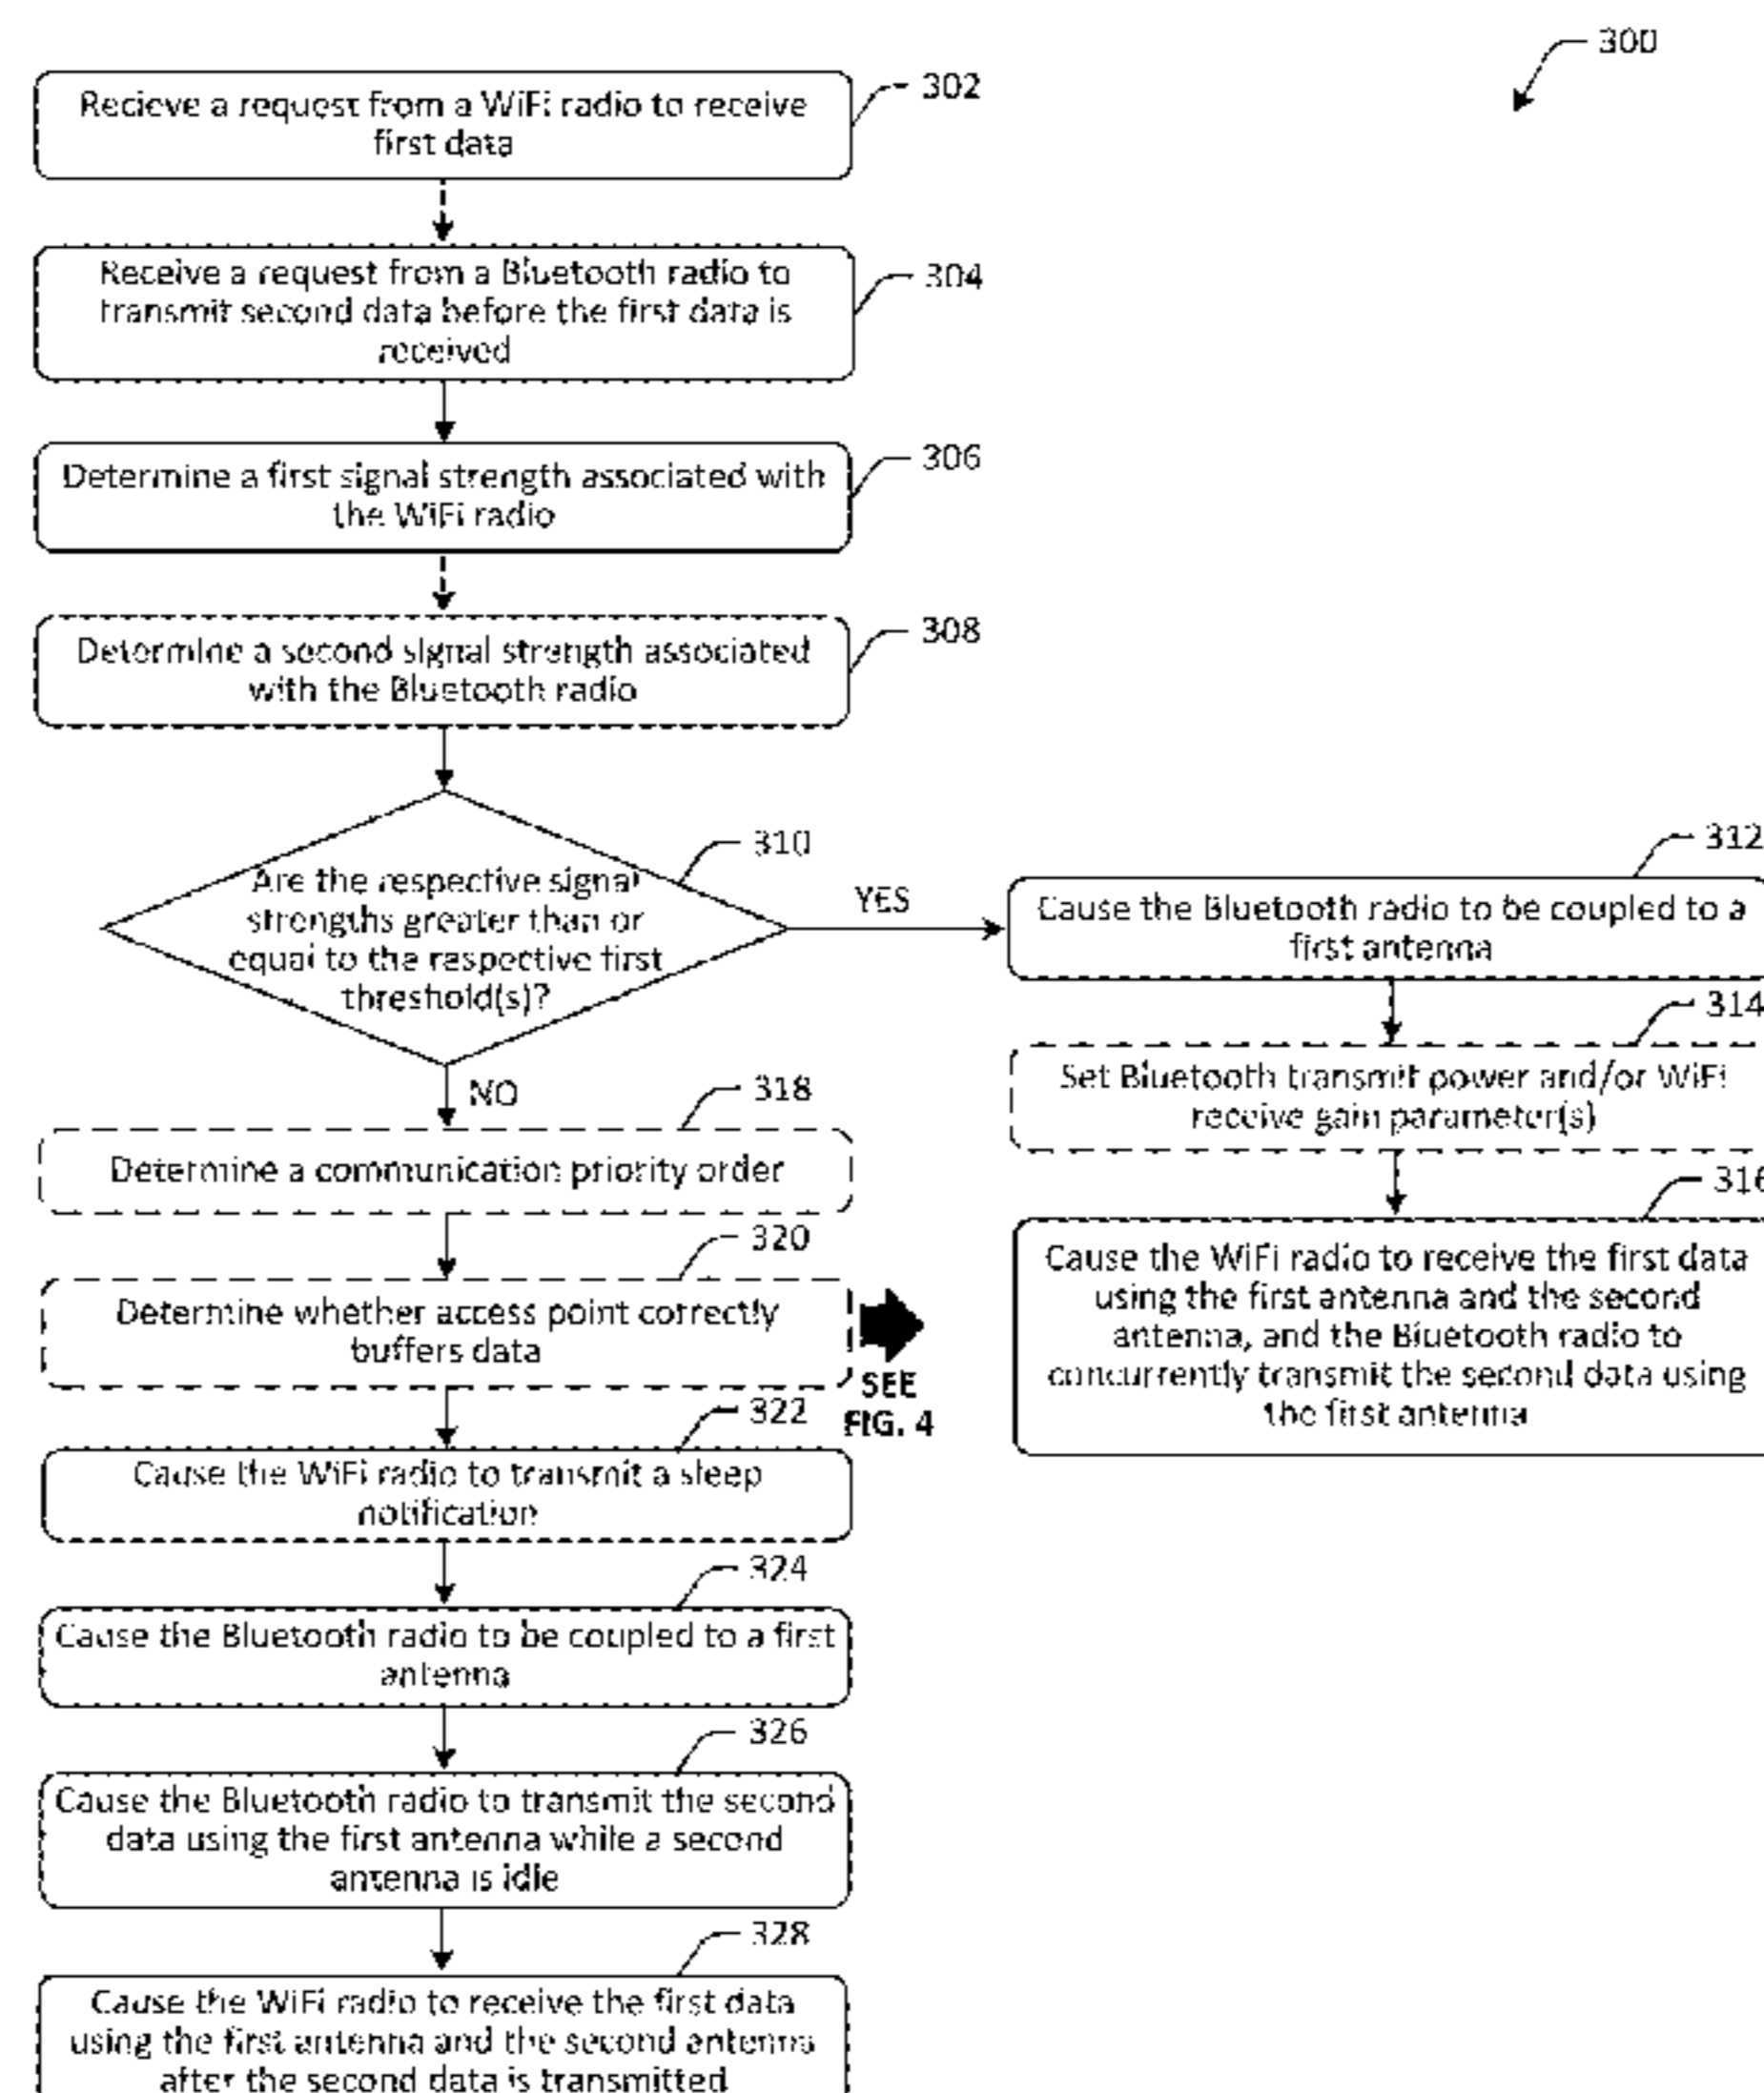 300
302
Recieve a request from a WiFi radio to receive
first data
304
Receive a request from a Bluetooth radio to
transmit second data before the first data is
received
306
Determine a first signal strength associated with
the WiFi radio
308
Determine a second signal strength associated
with the Bluetooth radio
310
Are the respective signal
strengths greater than or
equal to the respective first
threshold(s)?
YES
312
Cause the Bluetooth radio to be coupled to a
first antenna
314
Set Bluetooth transmit power and/or WiFi
receive gain parameter(s)
316
Cause the WiFi radio to receive the first data
using the first antenna and the second
antenna, and the Bluetooth radio to
concurrently transmit the second data using
the first antenna
NO
318
Determine a communication priority order
320
Determine whether access point correctly
buffers data
SEE
FIG. 4
322
Cause the WiFi radio to transmit a sleep
notification
324
Cause the Bluetooth radio to be coupled to a first
antenna
326
Cause the Bluetooth radio to transmit the second
data using the first antenna while a second
antenna is idle
328
Cause the WiFi radio to receive the first data
using the first antenna and the second antenna
after the second data is transmitted